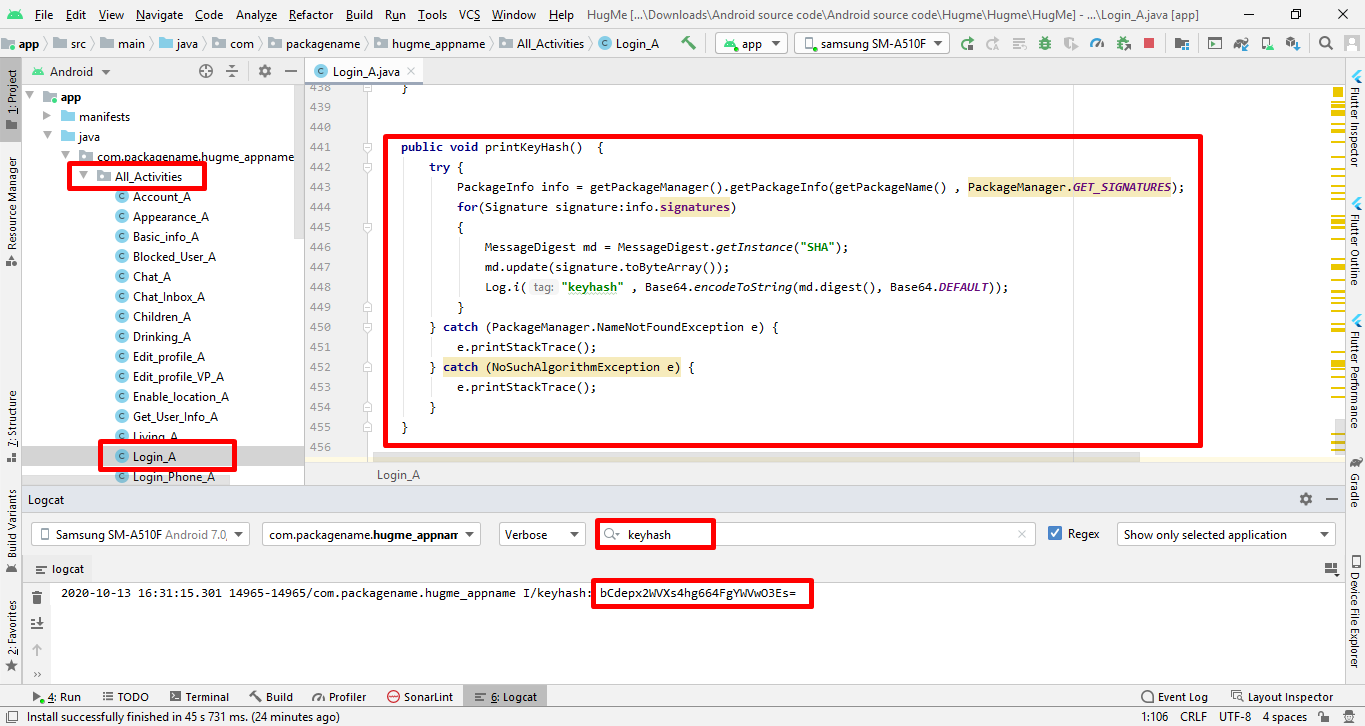 File Edit View Navigate Code Analyze Refactor Build Run Tools VCS Window Help HugMe [...\Downloads\Android source code\Android source code\Hugme\Hugme\HugMe] - ...\Login_A.java [app]
app src main java com packagename hugme_appname All_Activities Login_A app samsung SM-A510F
1: Project
Resource Manager
7: Structure
Build Variants
2: Favorites
Android
app
manifests
java
com.packagename.hugme_appname
All_Activities
Account_A
Appearance_A
Basic_info_A
Blocked_User_A
Chat_A
Chat_Inbox_A
Children_A
Drinking_A
Edit_profile_A
Edit_profile_VP_A
Enable_location_A
Get_User_Info_A
Living_A
Login_A
Login_Phone_A
Login_A.java
438 }
439
440
441 public void printKeyHash() {
442 try {
443 PackageInfo info = getPackageManager().getPackageInfo(getPackageName() , PackageManager.GET_SIGNATURES);
444 for(Signature signature:info.signatures)
445 {
446 MessageDigest md = MessageDigest.getInstance("SHA");
447 md.update(signature.toByteArray());
448 Log.i( tag: "keyhash" , Base64.encodeToString(md.digest(), Base64.DEFAULT));
449 }
450 } catch (PackageManager.NameNotFoundException e) {
451 e.printStackTrace();
452 } catch (NoSuchAlgorithmException e) {
453 e.printStackTrace();
454 }
455 }
456
Login_A
Flutter Inspector
Flutter Outline
Flutter Performance
Gradle
Device File Explorer
Logcat
Samsung SM-A510F Android 7.0, com.packagename.hugme_appnam Verbose keyhash Regex Show only selected application
logcat
2020-10-13 16:31:15.301 14965-14965/com.packagename.hugme_appname I/keyhash: bCdepx2WVXs4hg664FgYWVwO3Es=
4: Run TODO Terminal Build Profiler SonarLint 6: Logcat Event Log Layout Inspector
Install successfully finished in 45 s 731 ms. (24 minutes ago) 1:106 CRLF UTF-8 4 spaces